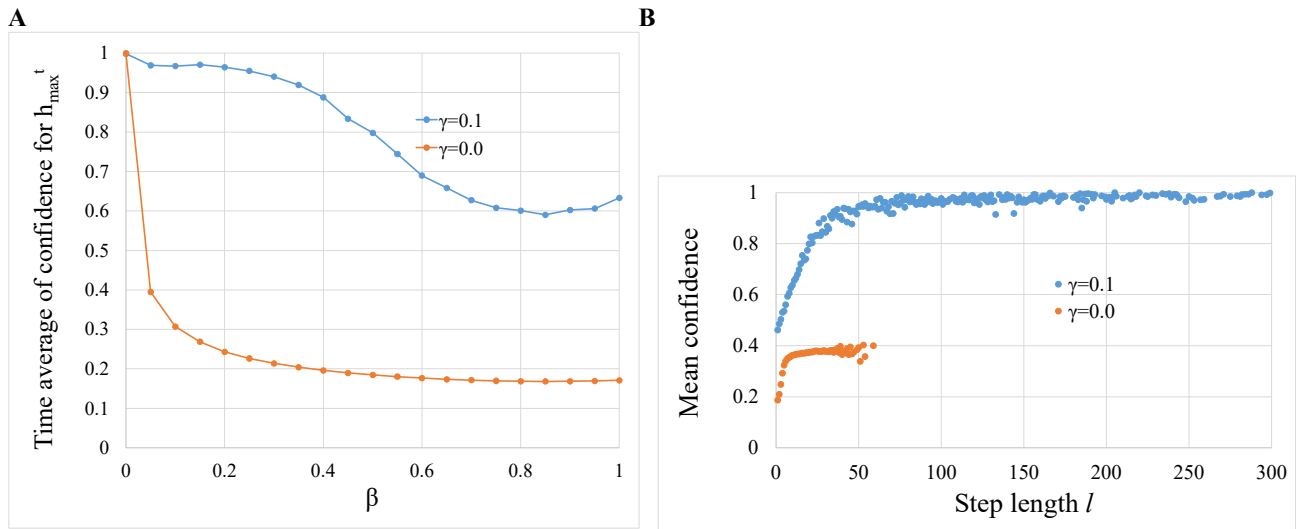 A
Time average of confidence for h_max^t
1
0.9
0.8
0.7
0.6
0.5
0.4
0.3
0.2
0.1
0
0 0.2 0.4 0.6 0.8 1
β
γ=0.1
γ=0.0
B
Mean confidence
1
0.8
0.6
0.4
0.2
0
0 50 100 150 200 250 300
Step length l
γ=0.1
γ=0.0